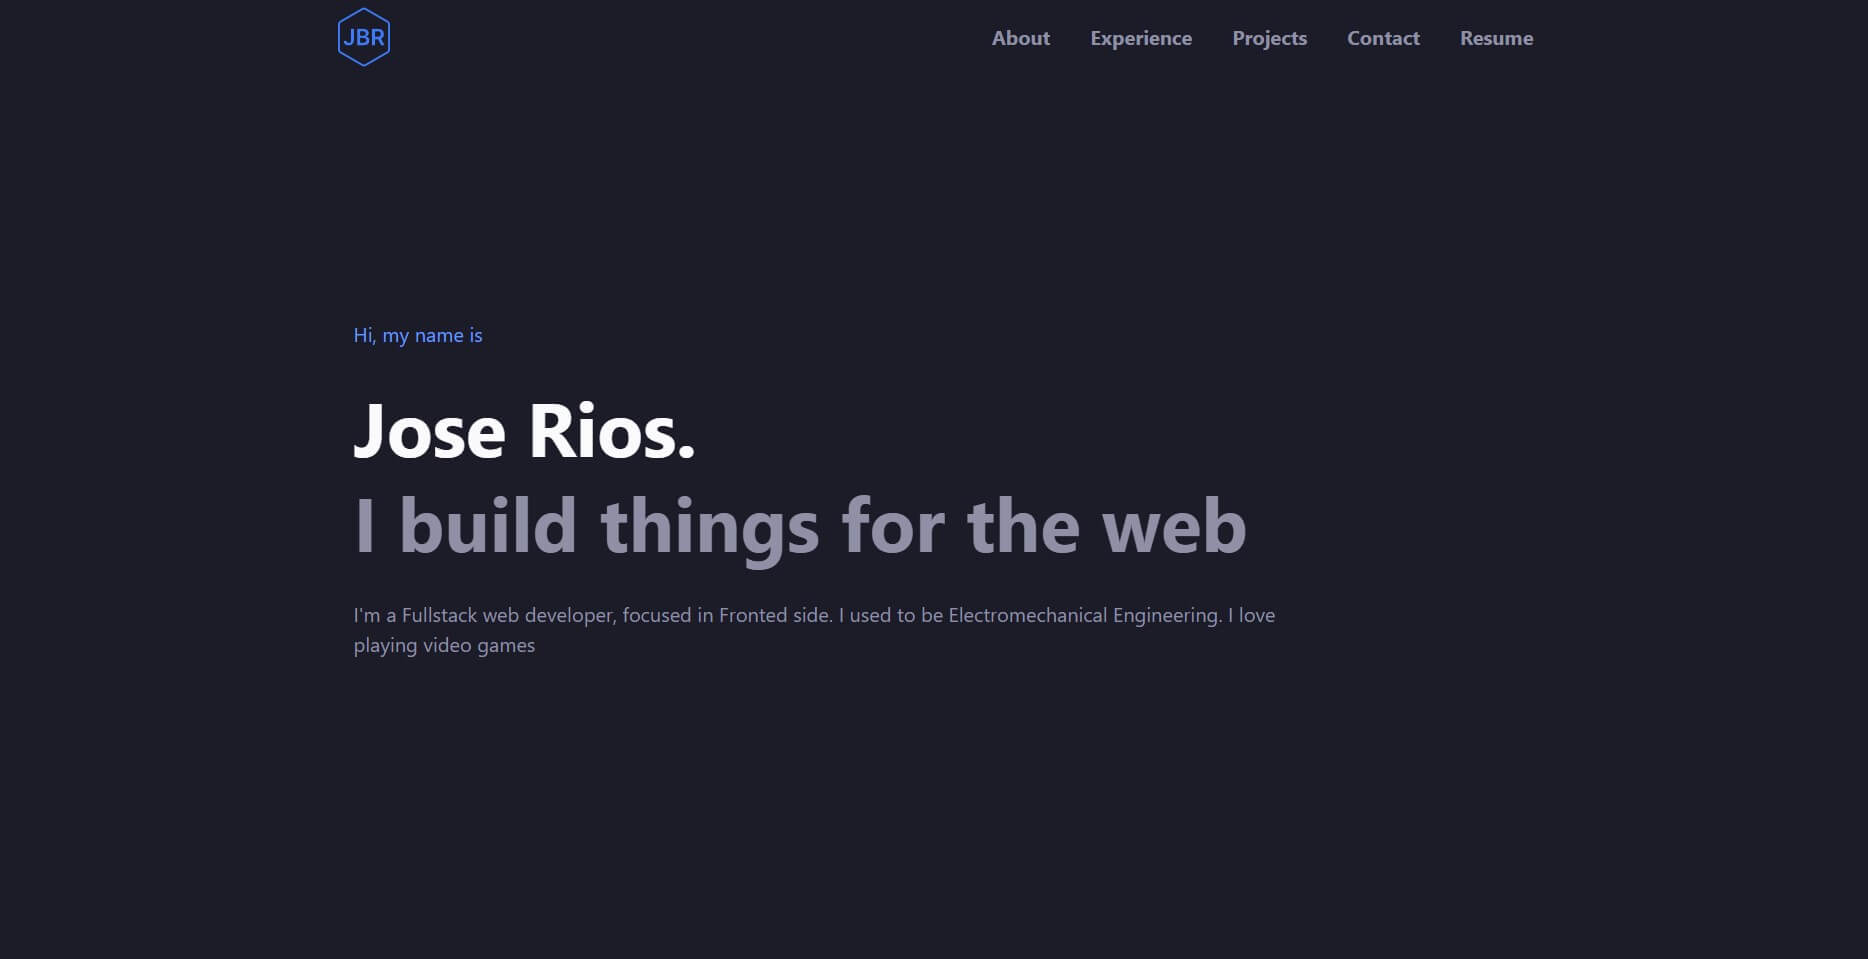 JBR
About Experience Projects Contact Resume
Hi, my name is
Jose Rios.
I build things for the web
I'm a Fullstack web developer, focused in Fronted side. I used to be Electromechanical Engineering. I love
playing video games